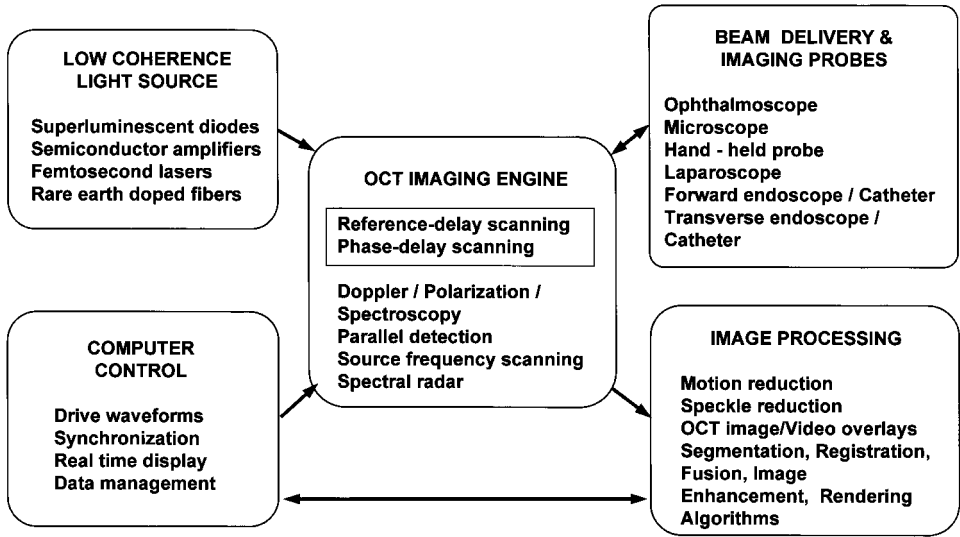 LOW COHERENCE
LIGHT SOURCE
Superluminescent diodes
Semiconductor amplifiers
Femtosecond lasers
Rare earth doped fibers
BEAM DELIVERY &
IMAGING PROBES
Ophthalmoscope
Microscope
Hand - held probe
Laparoscope
Forward endoscope / Catheter
Transverse endoscope /
Catheter
OCT IMAGING ENGINE
Reference-delay scanning
Phase-delay scanning
Doppler / Polarization /
Spectroscopy
Parallel detection
Source frequency scanning
Spectral radar
COMPUTER
CONTROL
Drive waveforms
Synchronization
Real time display
Data management
IMAGE PROCESSING
Motion reduction
Speckle reduction
OCT image/Video overlays
Segmentation, Registration,
Fusion, Image
Enhancement, Rendering
Algorithms